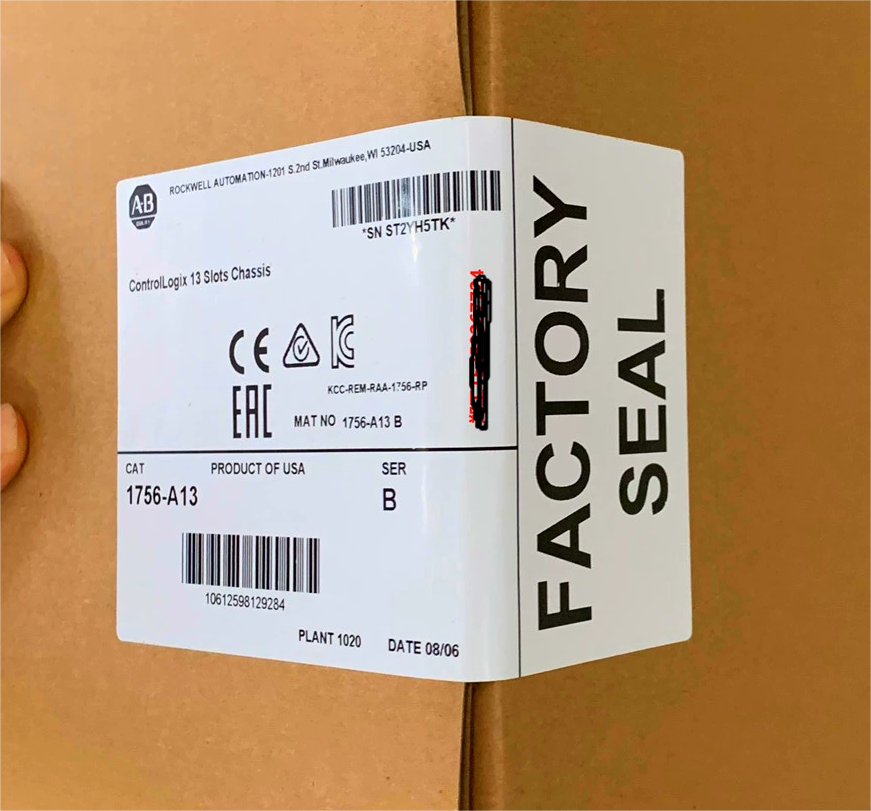 ROCKWELL AUTOMATION-1201 S.2nd St.Milwaukee,WI 53204-USA
A-B
*SN ST2YH5TK*
ControlLogix 13 Slots Chassis
CE
EAC
KCC-REM-RAA-1756-RP
MAT NO 1756-A13 B
CAT PRODUCT OF USA SER
1756-A13 B
10612598129284
PLANT 1020 DATE 08/06
FACTORY
SEAL